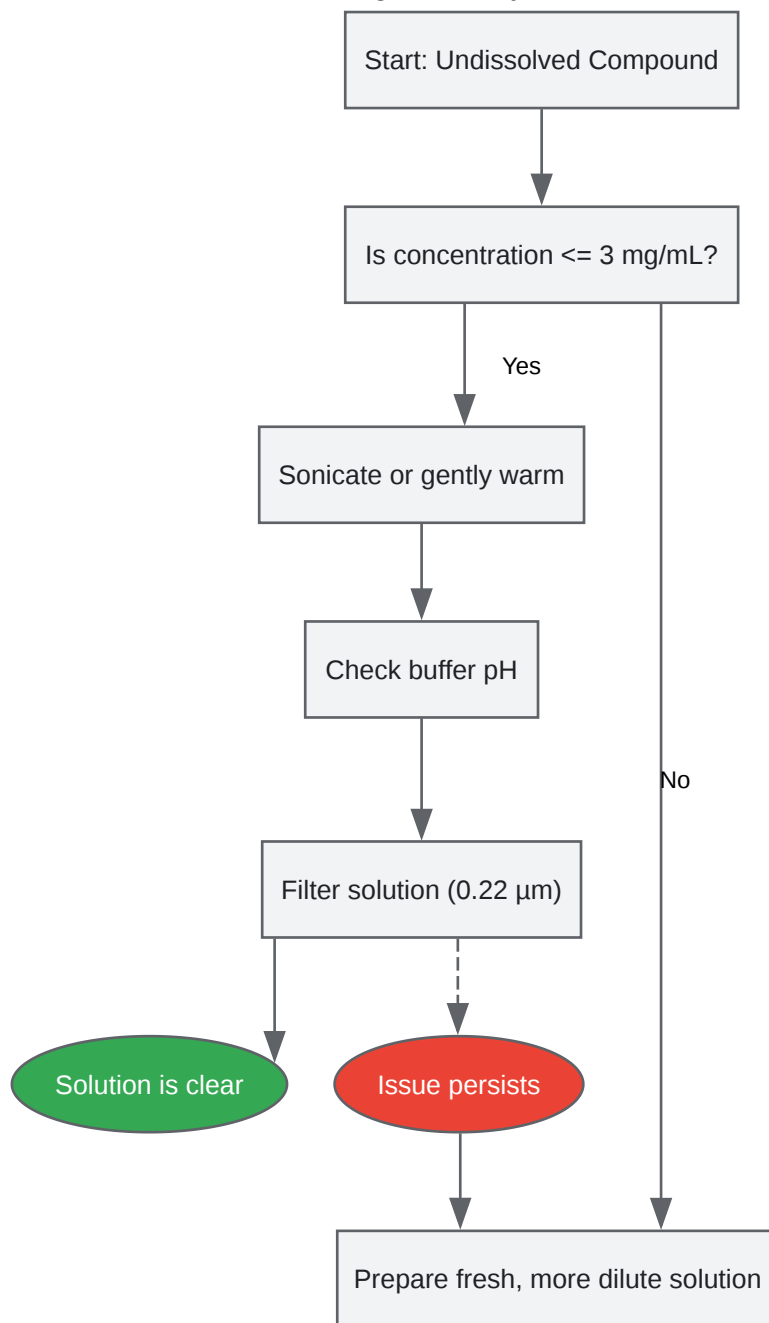 Start: Undissolved Compound
Is concentration <= 3 mg/mL?
Yes
Sonicate or gently warm
Check buffer pH
No
Filter solution (0.22 µm)
Solution is clear
Issue persists
Prepare fresh, more dilute solution